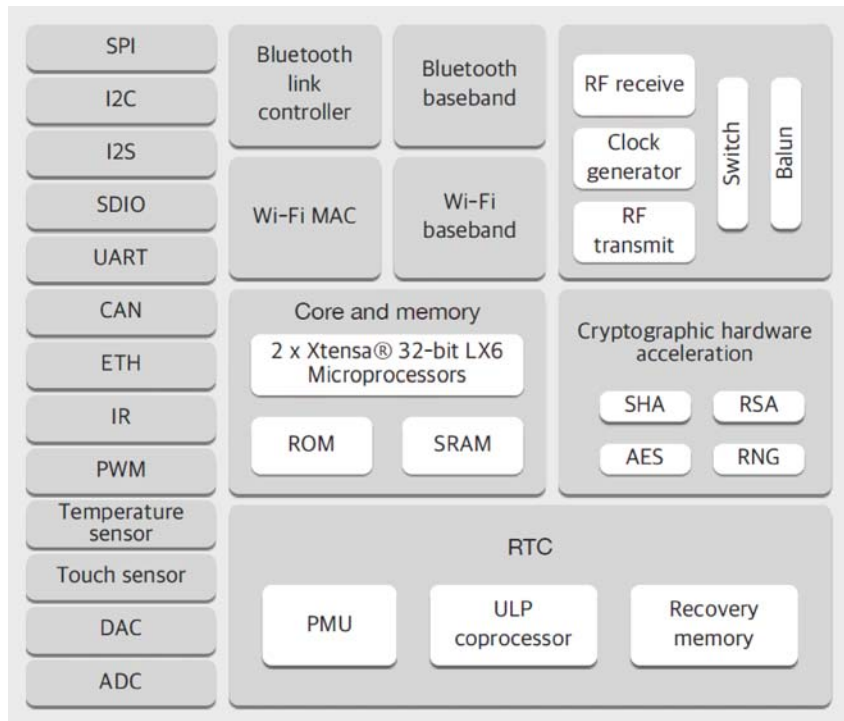 SPI
I2C
I2S
SDIO
UART
CAN
ETH
IR
PWM
Temperature
sensor
Touch sensor
DAC
ADC
Bluetooth
link
controller
Bluetooth
baseband
Wi-Fi MAC
Wi-Fi
baseband
RF receive
Clock
generator
RF
transmit
Switch
Balun
Core and memory
2 x Xtensa® 32-bit LX6
Microprocessors
ROM
SRAM
Cryptographic hardware
acceleration
SHA
RSA
AES
RNG
RTC
PMU
ULP
coprocessor
Recovery
memory